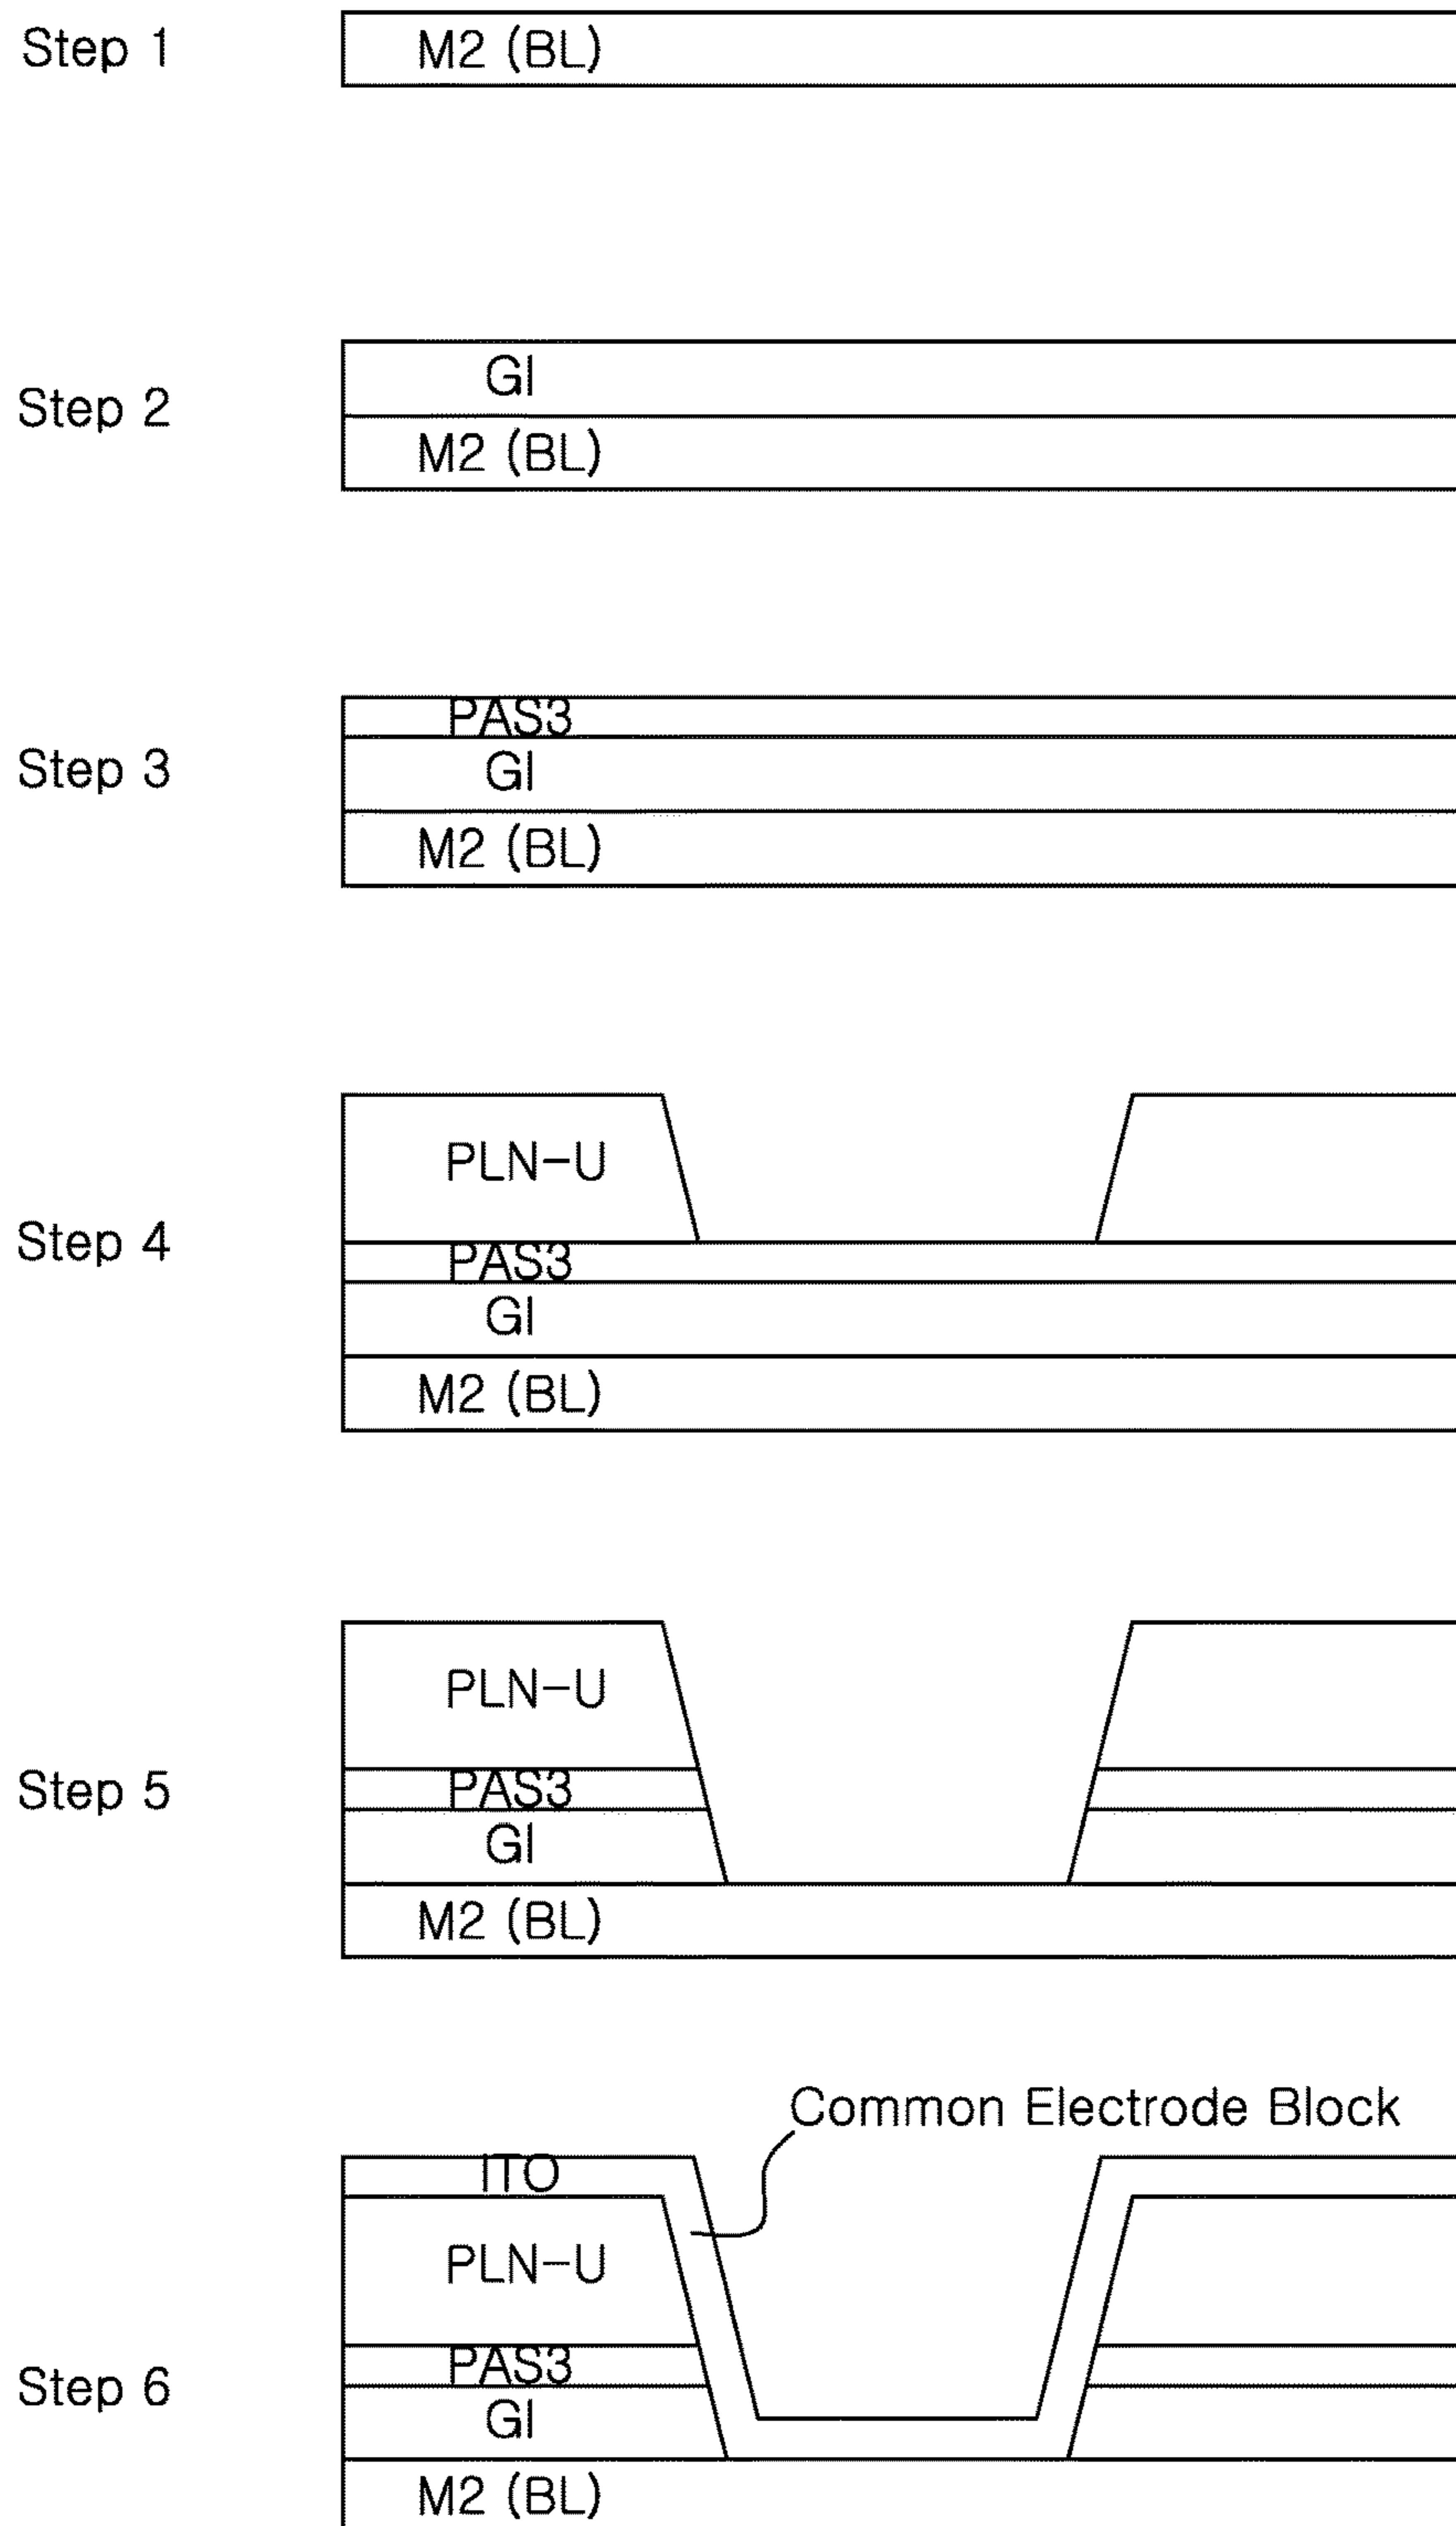 Step 1
M2 (BL)
Step 2
GI
M2 (BL)
Step 3
PAS3
GI
M2 (BL)
Step 4
PLN-U
PAS3
GI
M2 (BL)
Step 5
PLN-U
PAS3
GI
M2 (BL)
Common Electrode Block
Step 6
ITO
PLN-U
PAS3
GI
M2 (BL)